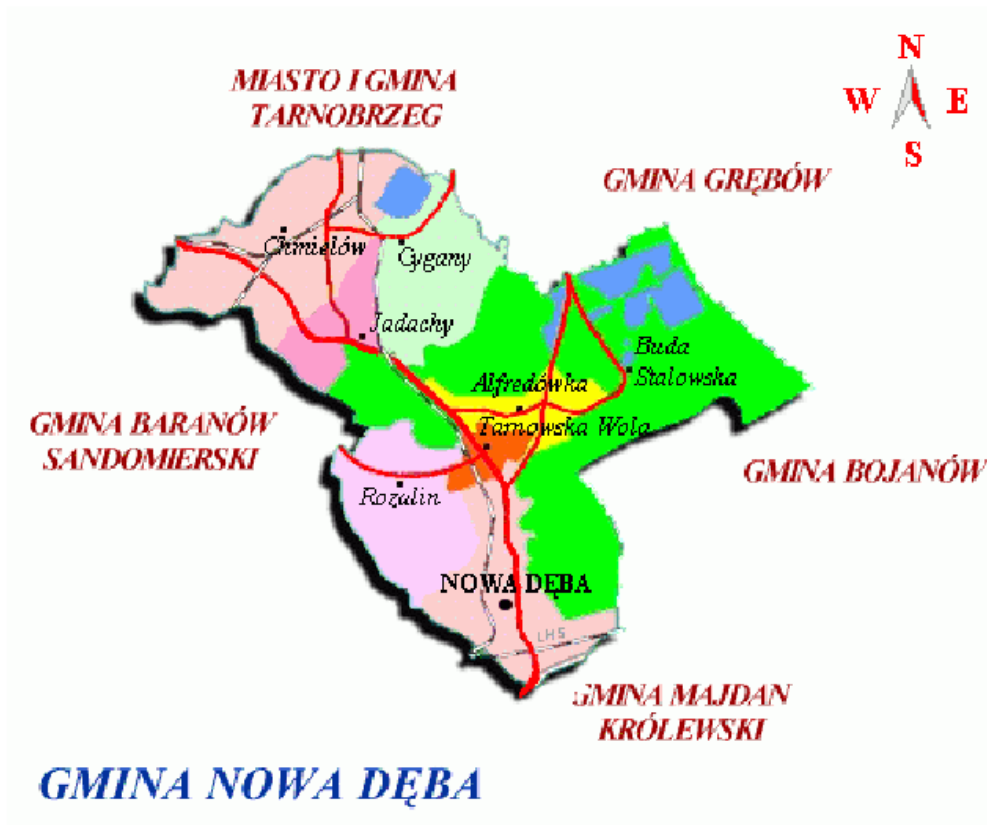 MIASTO I GMINA
TARNOBRZEG
N
W E
S
GMINA GRĘBÓW
Chmielów
Cygany
Jadachy
Buda
Stalowska
Alfredówka
Tarnowska Wola
GMINA BARANÓW
SANDOMIERSKI
GMINA BOJANÓW
Rozalin
NOWA DĘBA
LHS
GMINA MAJDAN
KRÓLEWSKI
GMINA NOWA DĘBA